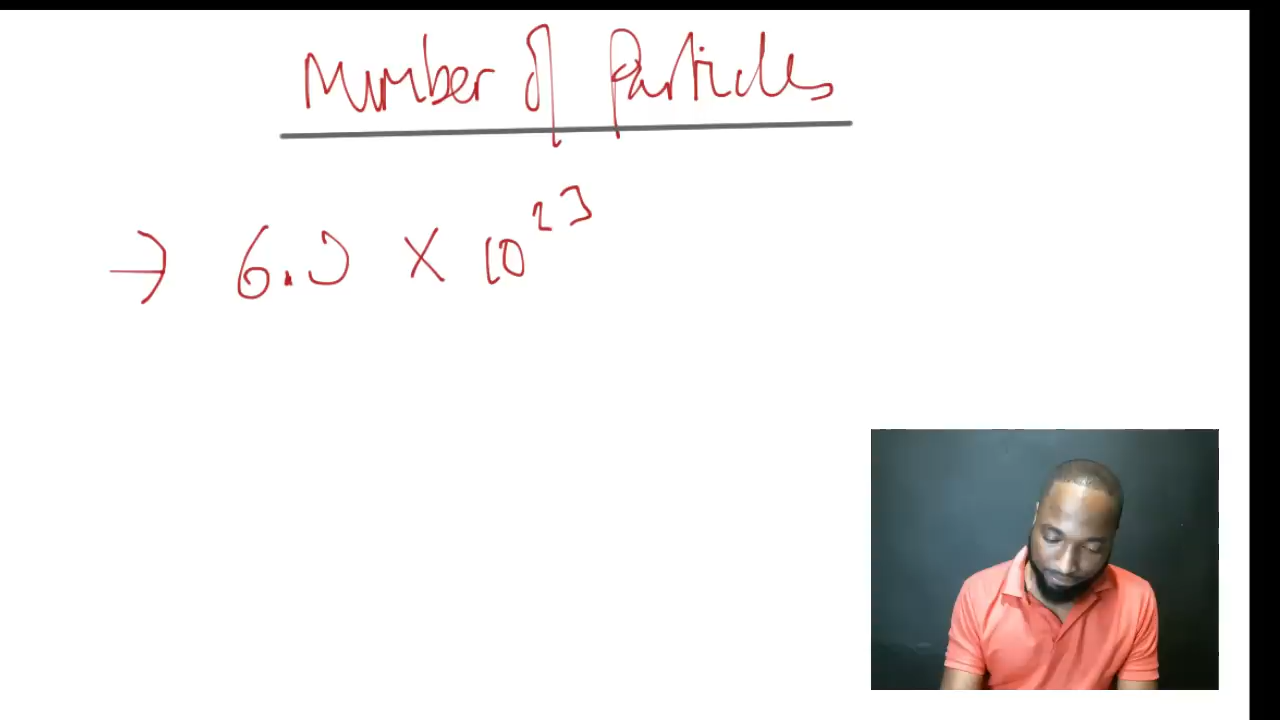 Number of Particles
→ 6.0 × 10²³